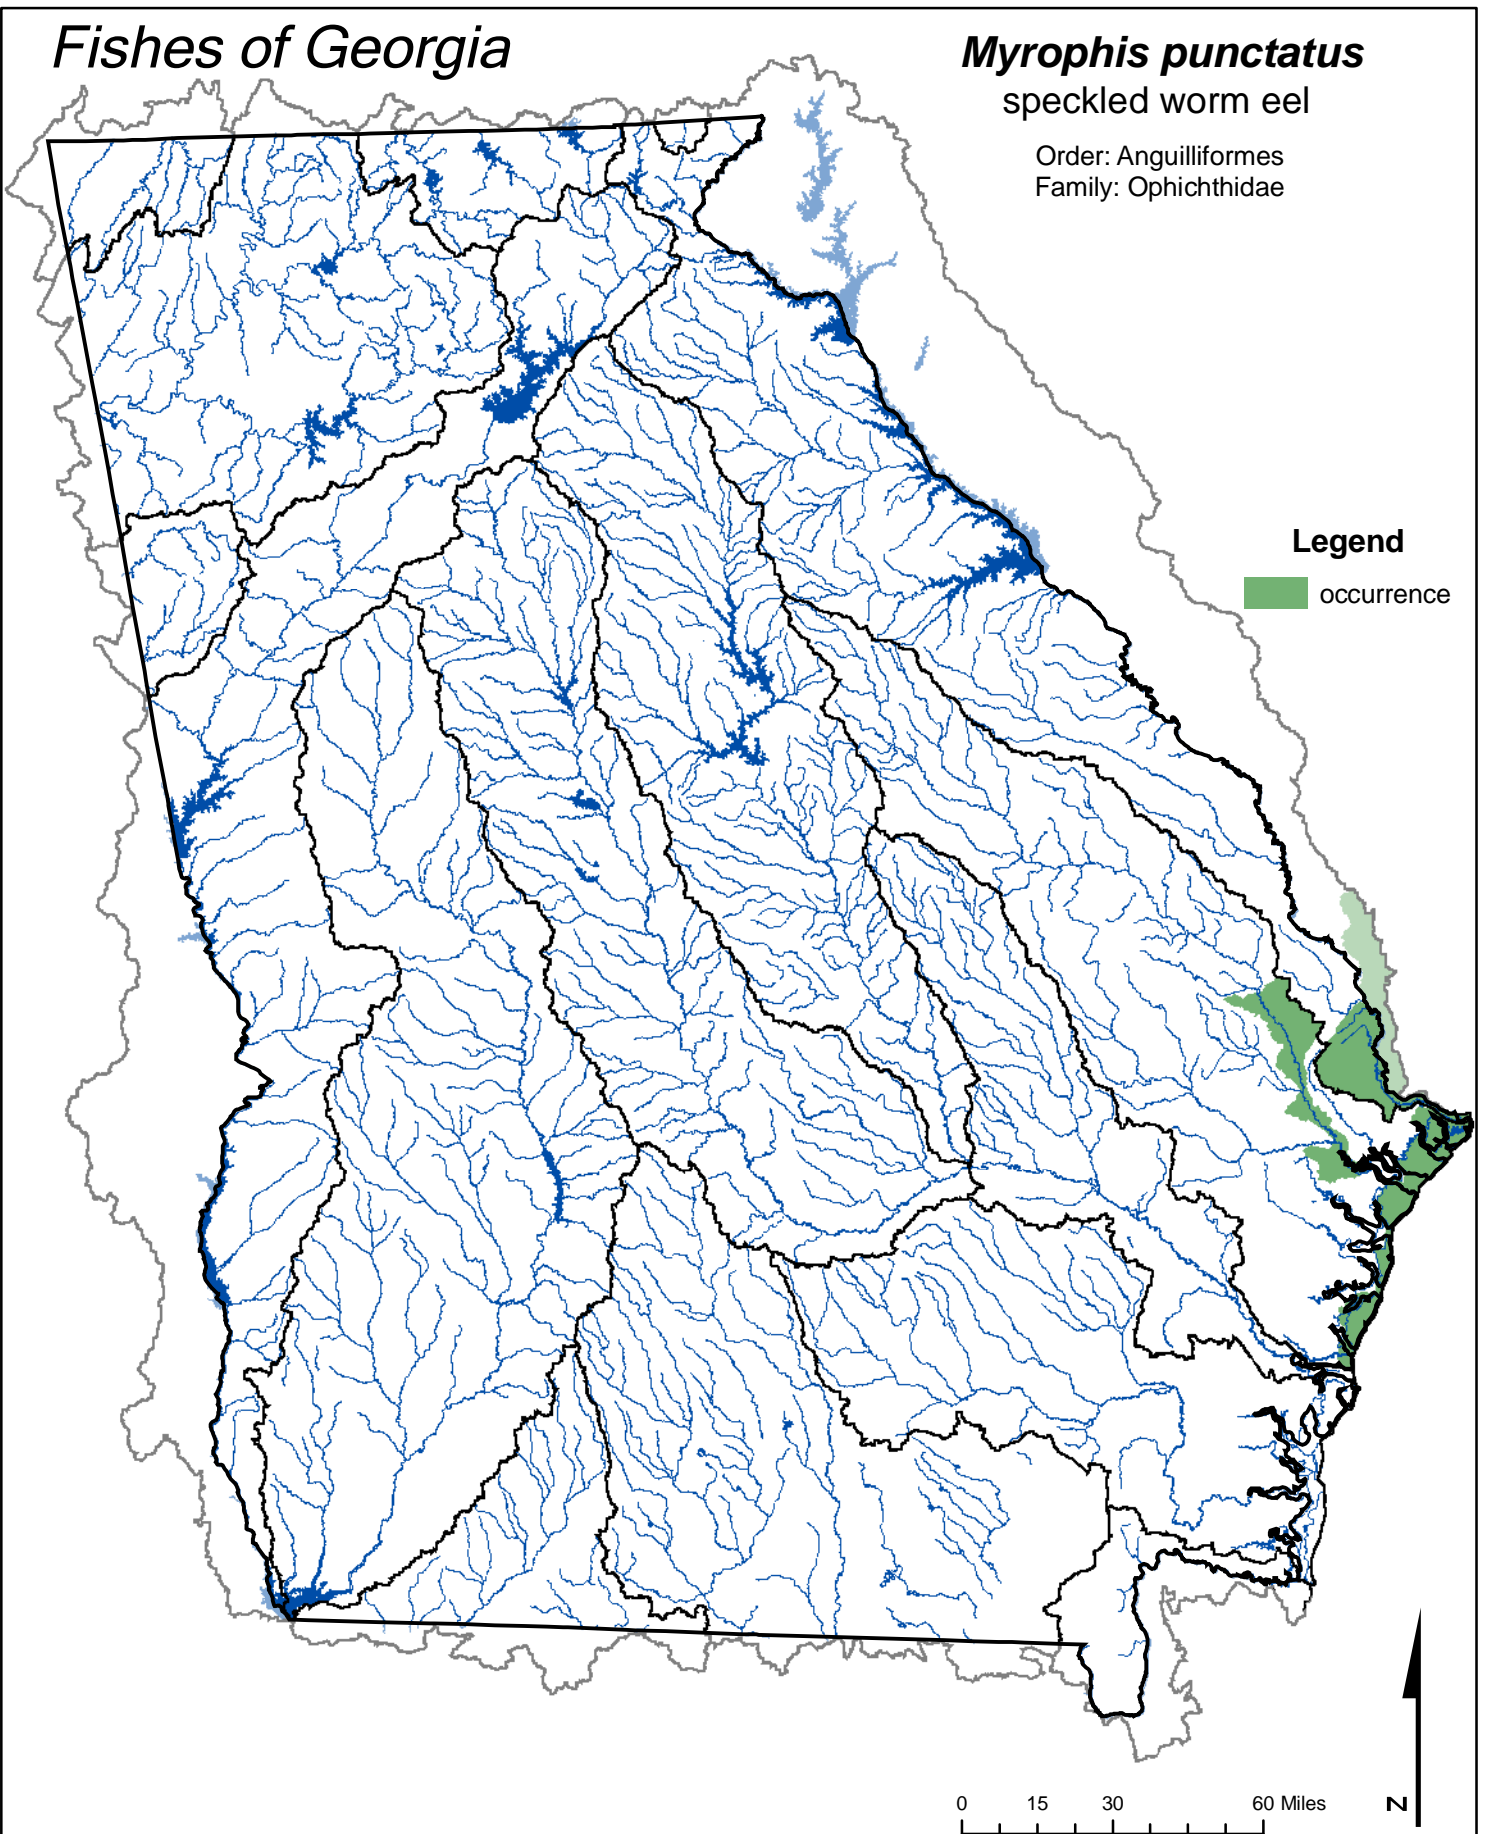 Fishes of Georgia
Myrophis punctatus
speckled worm eel
Order: Anguilliformes
Family: Ophichthidae
Legend
occurrence
0 15 30 60 Miles
N